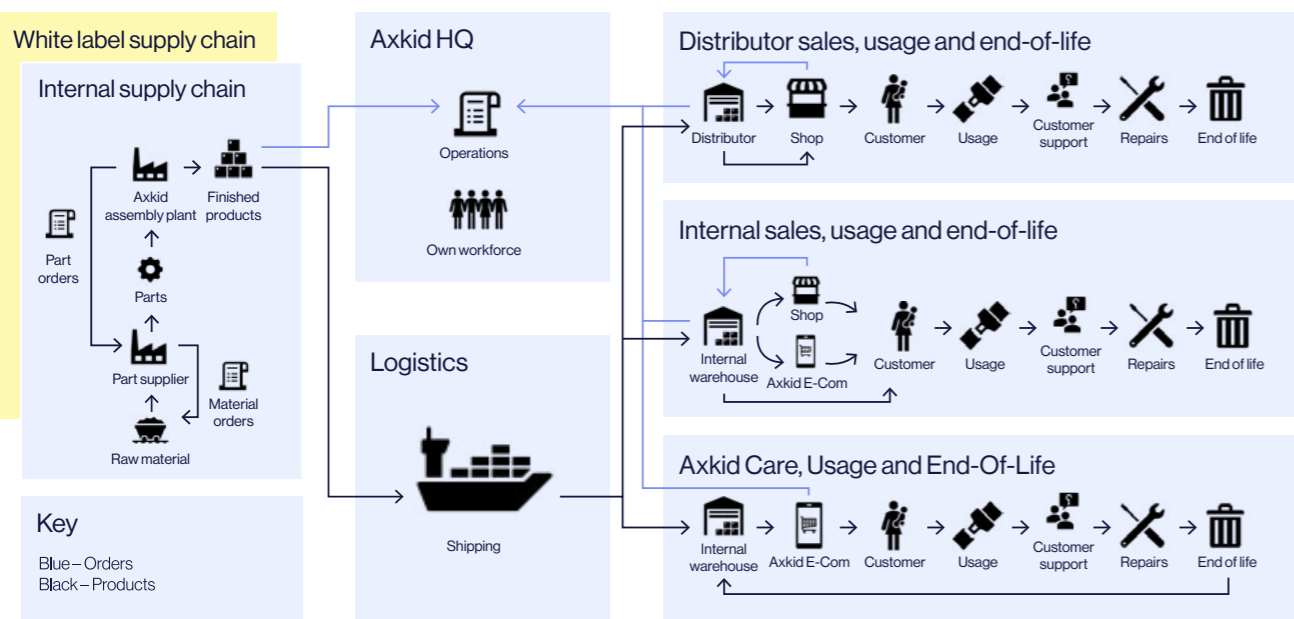 White label supply chain
Internal supply chain
Axkid
assembly plant
Finished
products
Part
orders
Parts
Part supplier
Material
orders
Raw material
Key
Blue – Orders
Black – Products
Axkid HQ
Operations
Own workforce
Logistics
Shipping
Distributor sales, usage and end-of-life
Distributor
Shop
Customer
Usage
Customer
support
Repairs
End of life
Internal sales, usage and end-of-life
Internal
warehouse
Shop
Axkid E-Com
Customer
Usage
Customer
support
Repairs
End of life
Axkid Care, Usage and End-Of-Life
Internal
warehouse
Axkid E-Com
Customer
Usage
Customer
support
Repairs
End of life